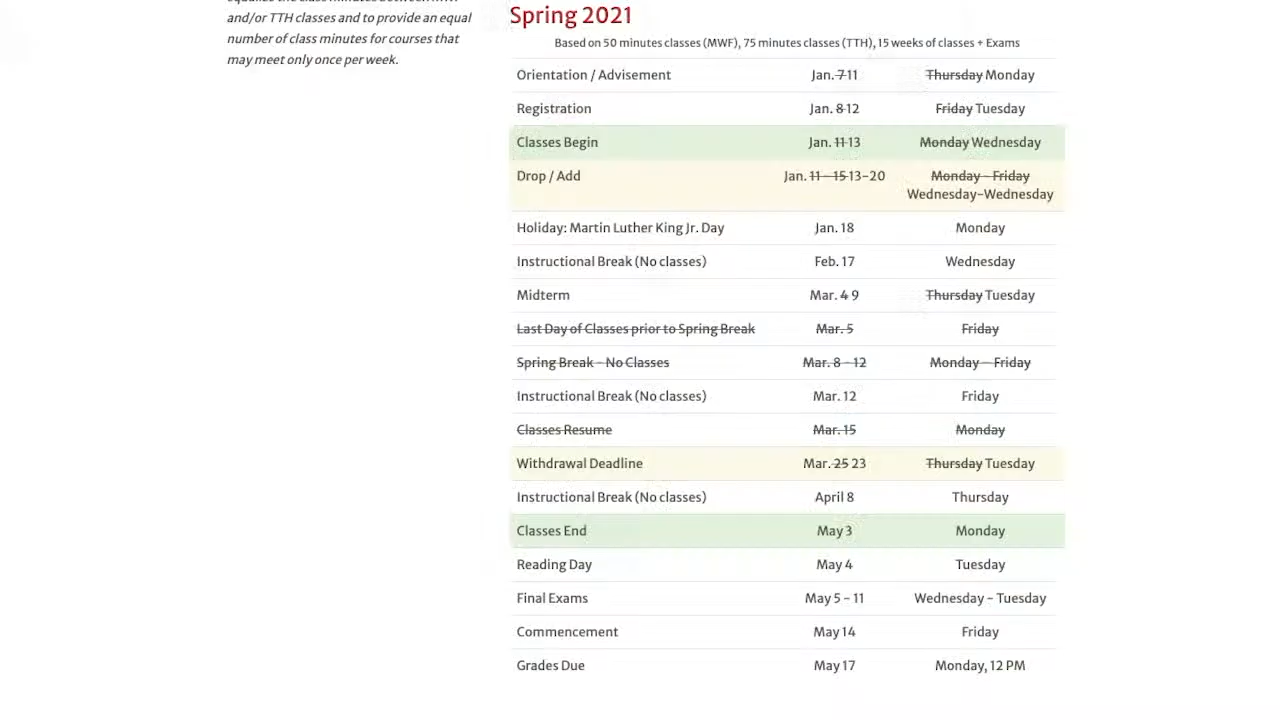 and/or TTH classes and to provide an equal
number of class minutes for courses that
may meet only once per week.
Spring 2021
Based on 50 minutes classes (MWF), 75 minutes classes (TTH), 15 weeks of classes + Exams
Orientation / Advisement Jan. 7 11 Thursday Monday
Registration Jan. 8 12 Friday Tuesday
Classes Begin Jan. 11 13 Monday Wednesday
Drop / Add Jan. 11 - 15 13-20 Monday - Friday
Wednesday-Wednesday
Holiday: Martin Luther King Jr. Day Jan. 18 Monday
Instructional Break (No classes) Feb. 17 Wednesday
Midterm Mar. 4 9 Thursday Tuesday
Last Day of Classes prior to Spring Break Mar. 5 Friday
Spring Break - No Classes Mar. 8 - 12 Monday - Friday
Instructional Break (No classes) Mar. 12 Friday
Classes Resume Mar. 15 Monday
Withdrawal Deadline Mar. 25 23 Thursday Tuesday
Instructional Break (No classes) April 8 Thursday
Classes End May 3 Monday
Reading Day May 4 Tuesday
Final Exams May 5 - 11 Wednesday - Tuesday
Commencement May 14 Friday
Grades Due May 17 Monday, 12 PM